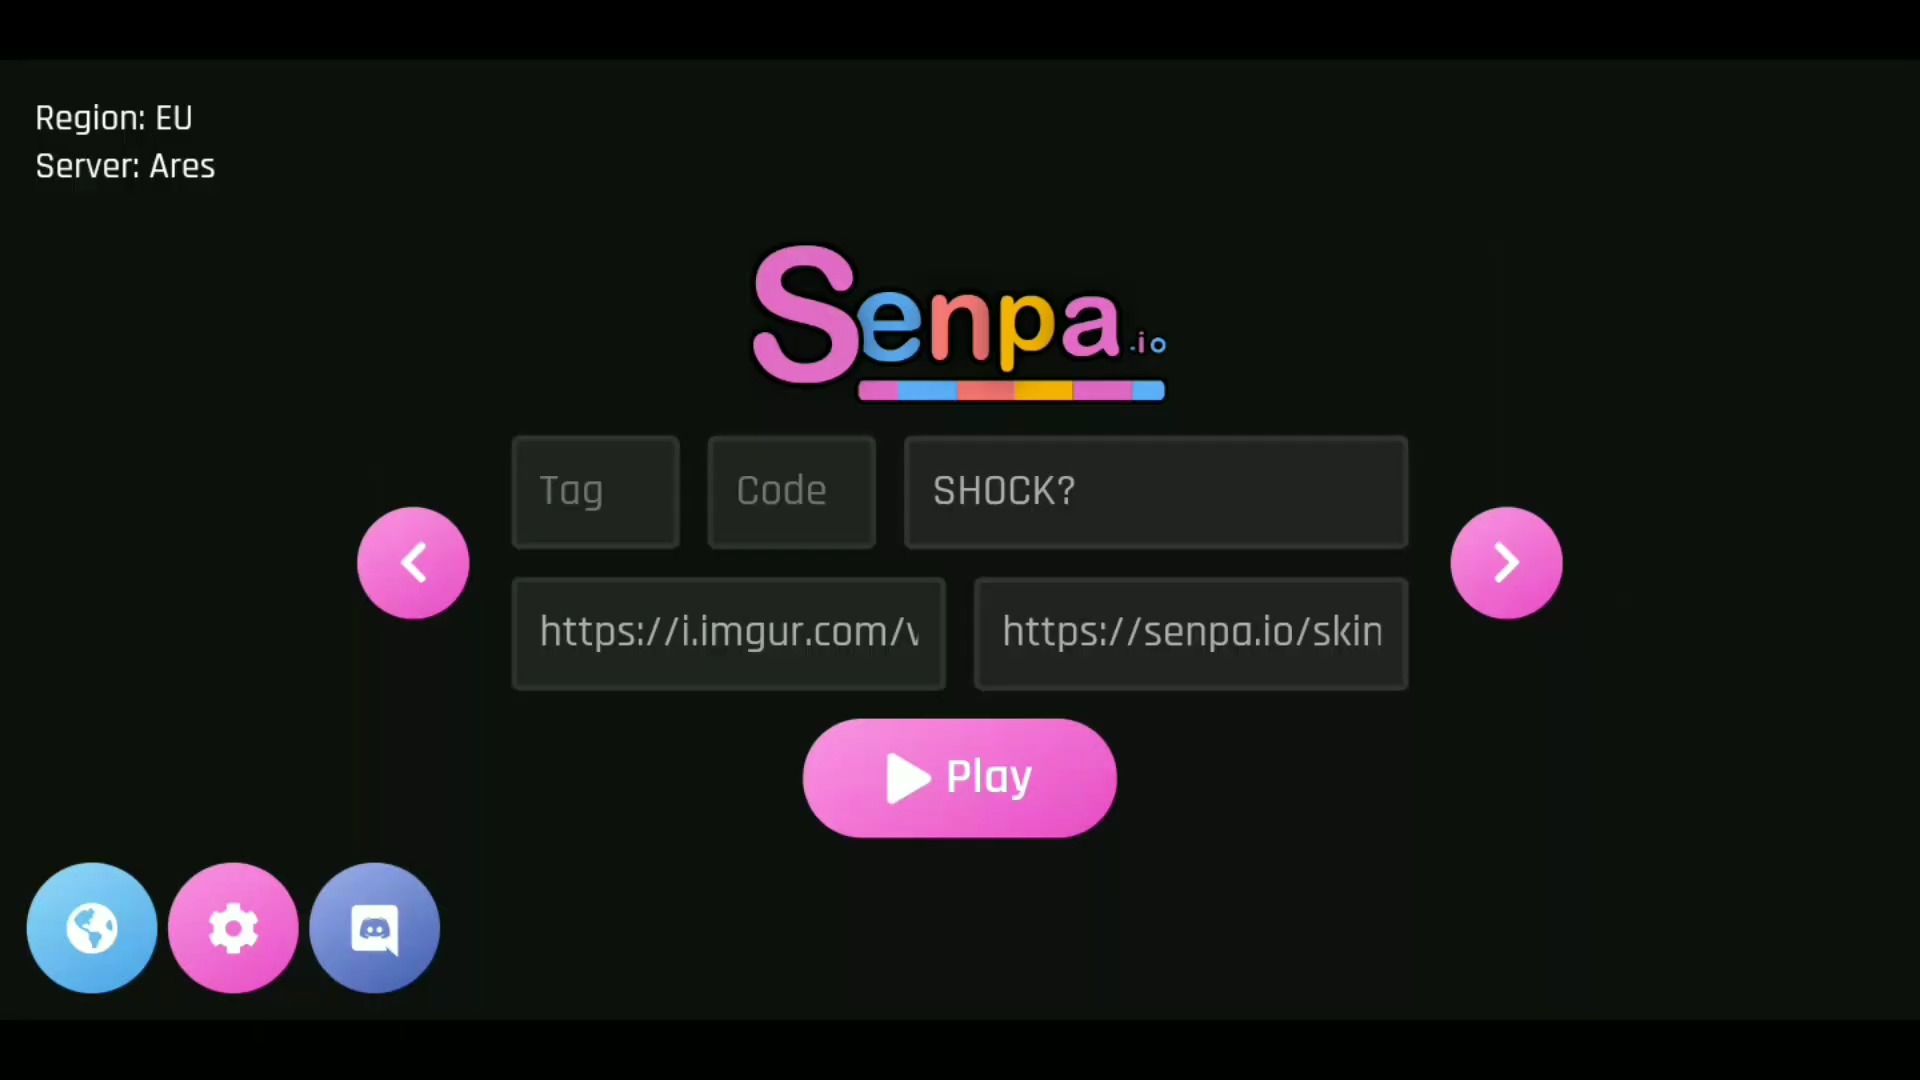 Region: EU
Server: Ares
Senpa.io
Tag
Code
SHOCK?
https://i.imgur.com/
https://senpa.io/skin
Play